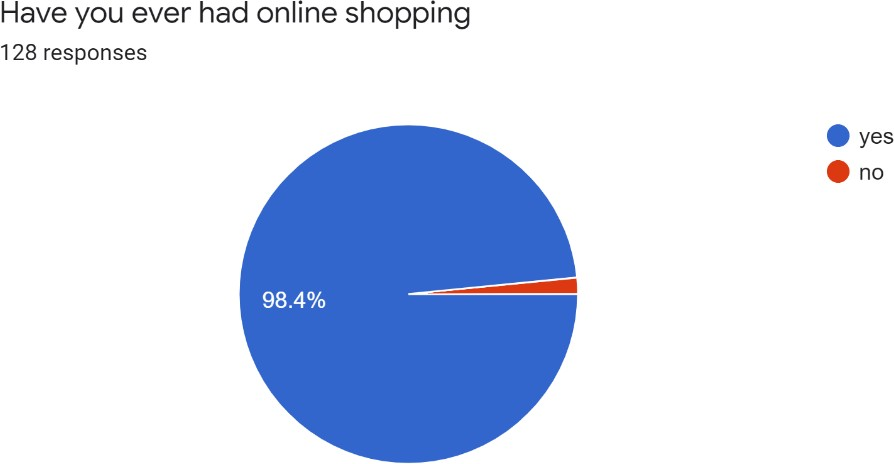 Have you ever had online shopping
128 responses
yes
no
98.4%